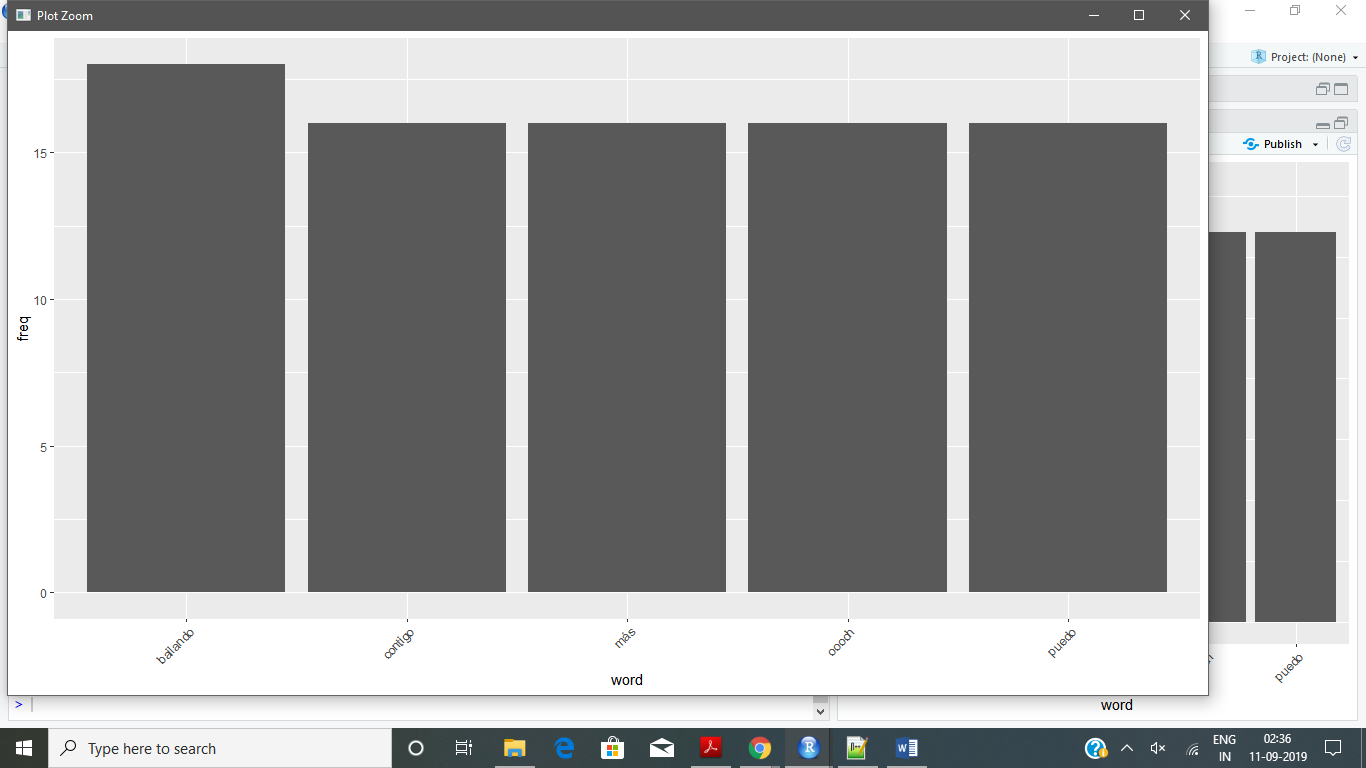 Plot Zoom
Project: (None)
Publish
15
10
5
0
freq
bailando
contigo
más
ooooh
puedo
word
puedo
word
>
Type here to search
ENG
IN
02:36
11-09-2019